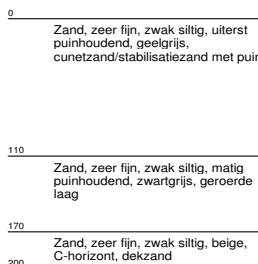 0
Zand, zeer fijn, zwak siltig, uiterst
puinhoudend, geelgrijs,
cunetzand/stabilisatiezand met puin
110
Zand, zeer fijn, zwak siltig, matig
puinhoudend, zwartgrijs, geroerde
laag
170
Zand, zeer fijn, zwak siltig, beige,
C-horizont, dekzand
200